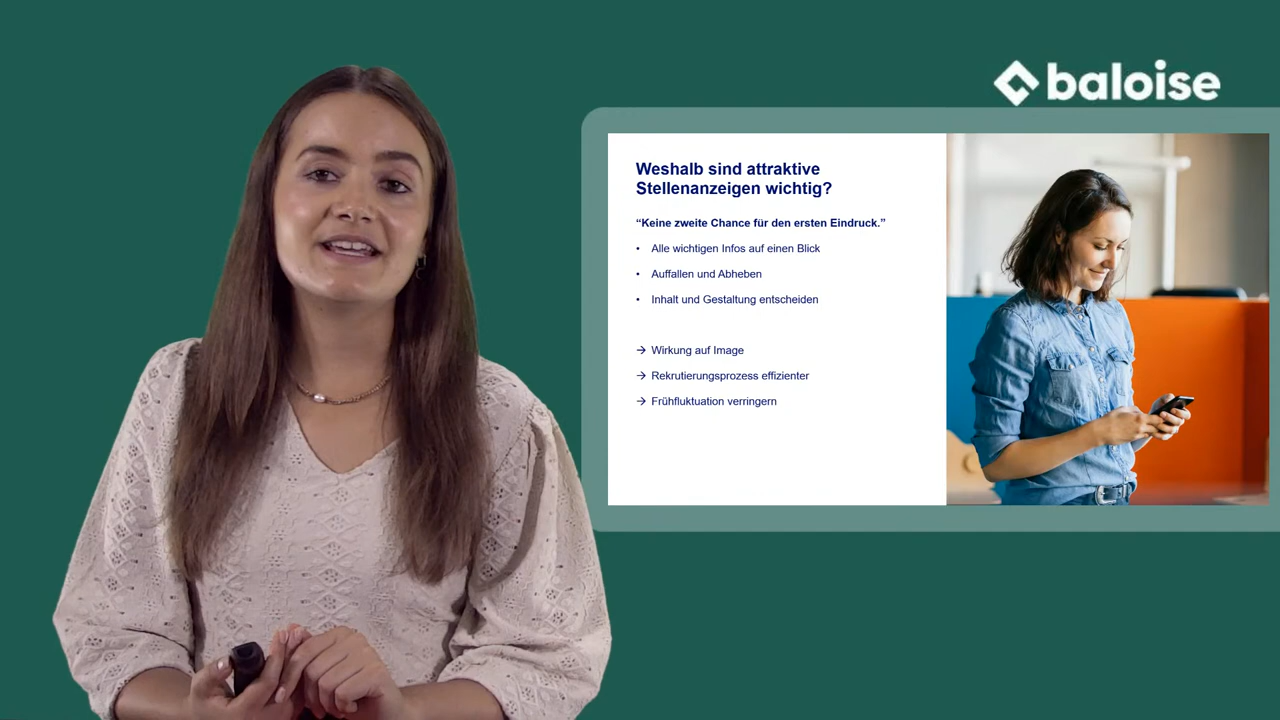 baloise
Weshalb sind attraktive
Stellenanzeigen wichtig?
“Keine zweite Chance für den ersten Eindruck.”
• Alle wichtigen Infos auf einen Blick
• Auffallen und Abheben
• Inhalt und Gestaltung entscheiden
→ Wirkung auf Image
→ Rekrutierungsprozess effizienter
→ Frühfluktuation verringern